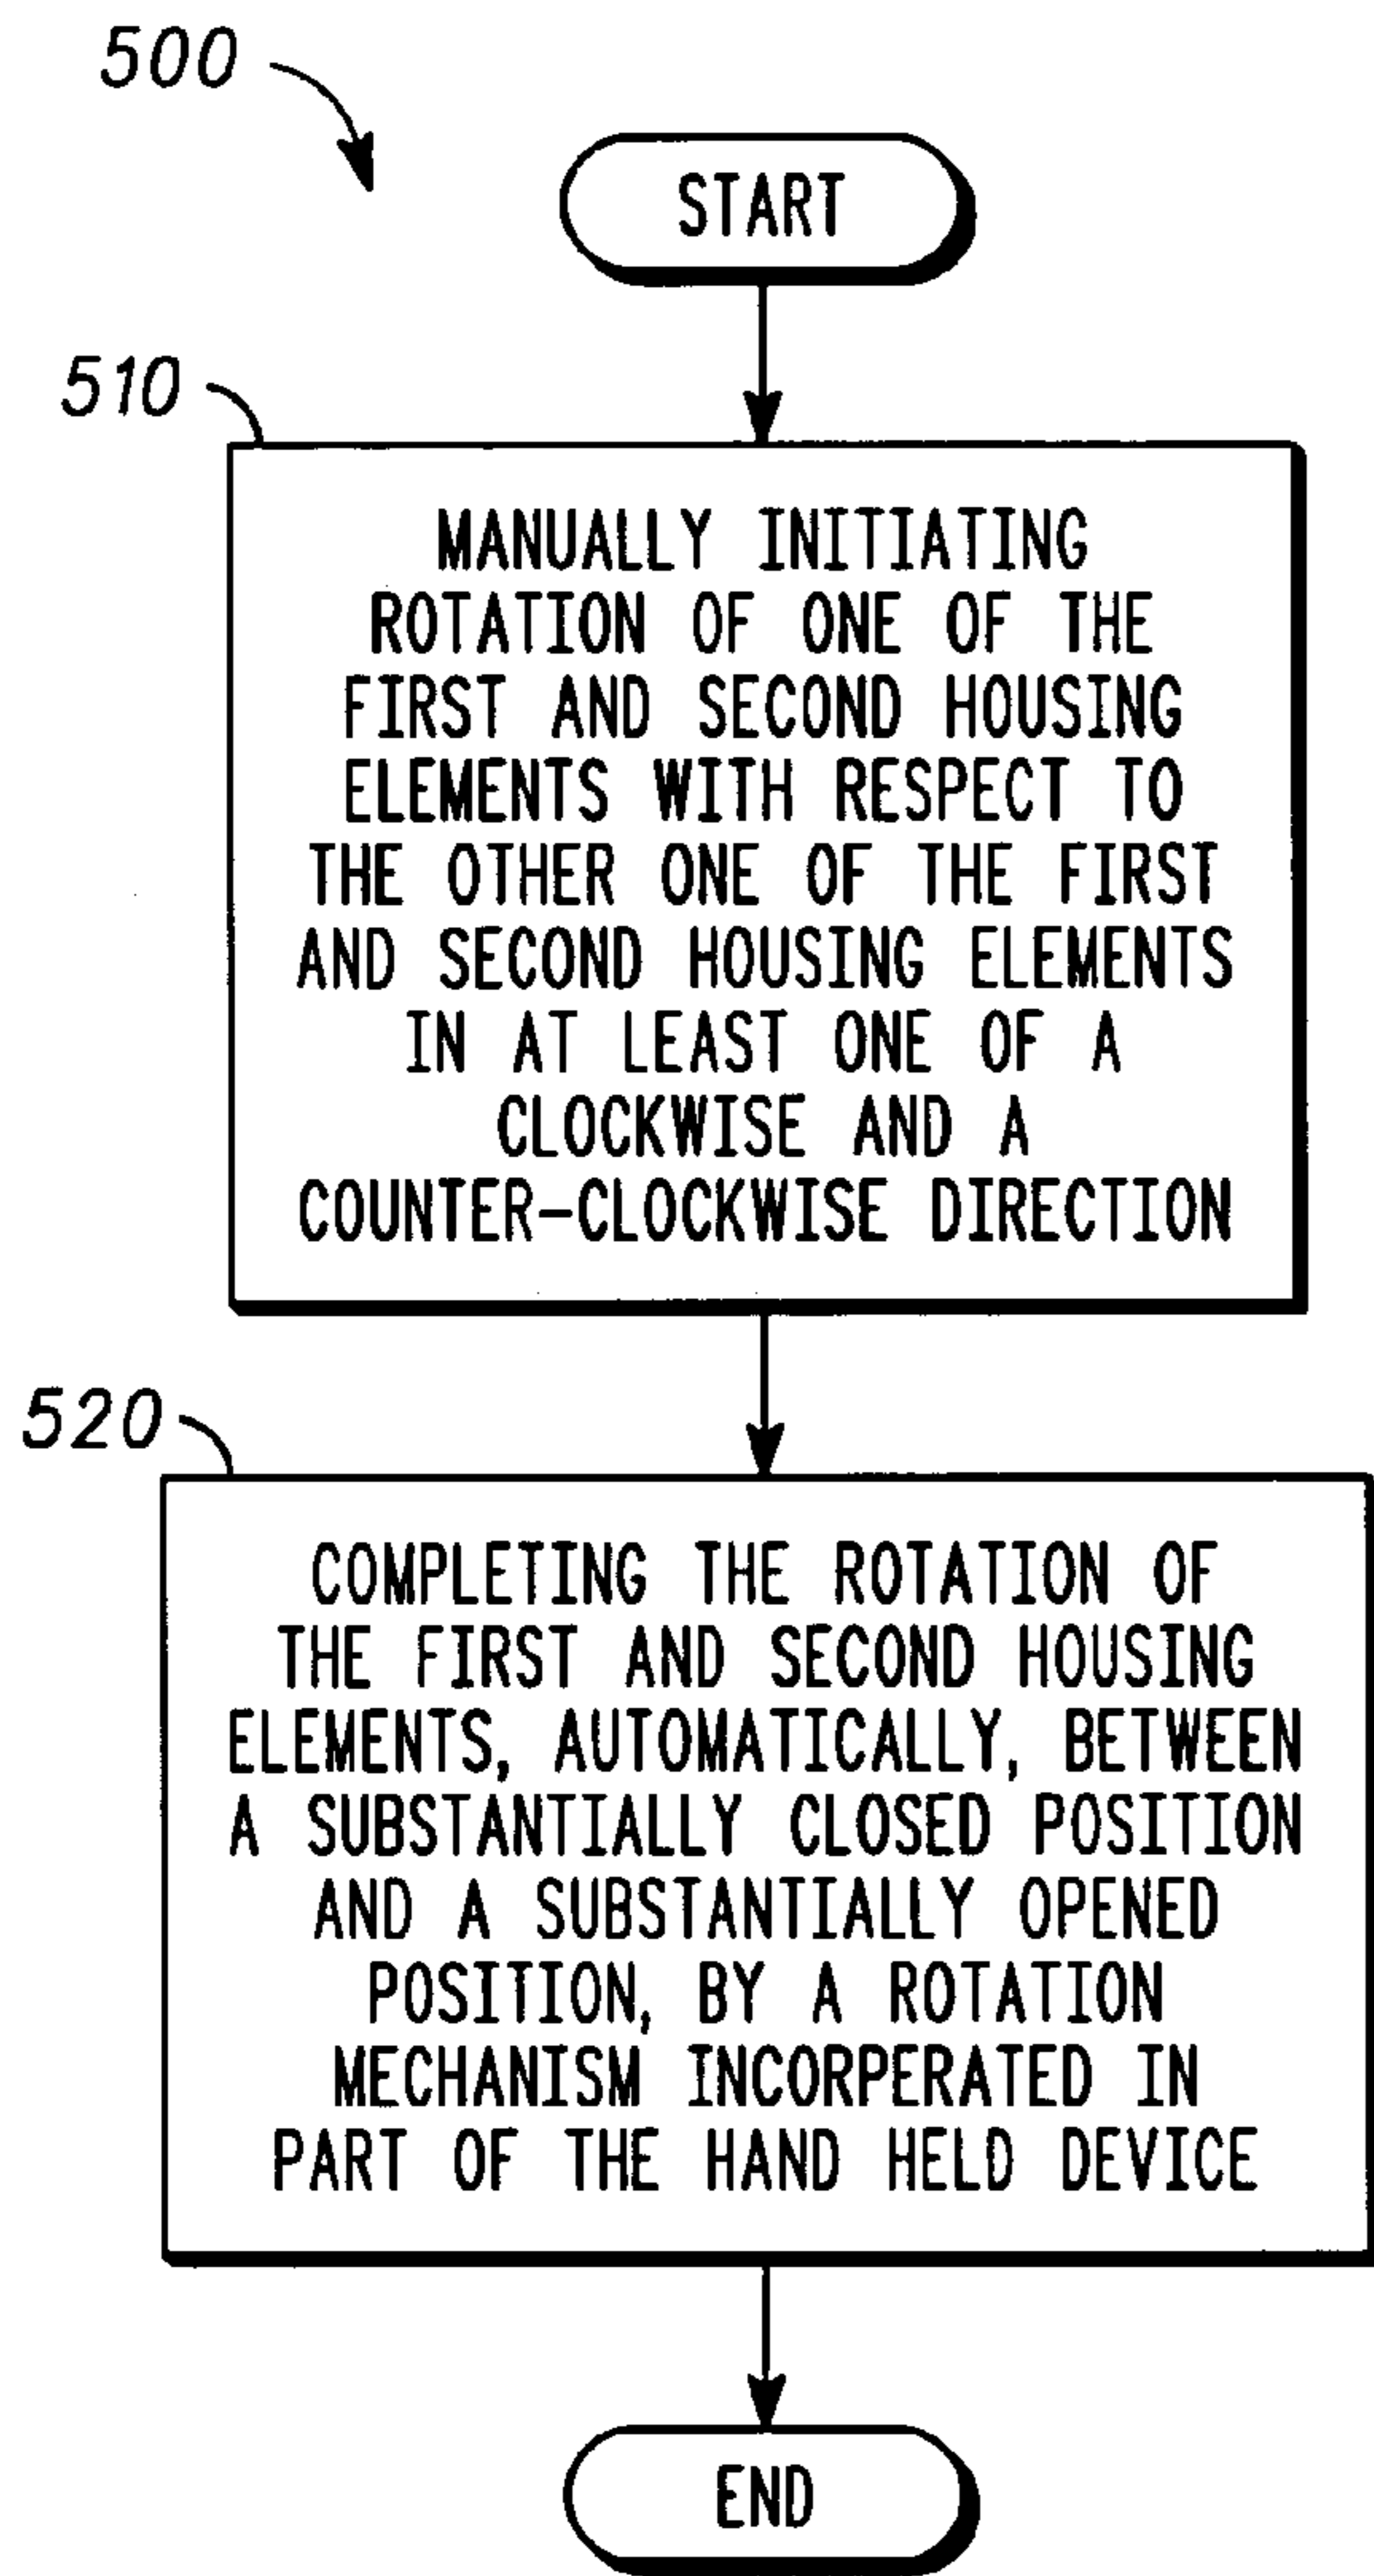 500
START
510
MANUALLY INITIATING
ROTATION OF ONE OF THE
FIRST AND SECOND HOUSING
ELEMENTS WITH RESPECT TO
THE OTHER ONE OF THE FIRST
AND SECOND HOUSING ELEMENTS
IN AT LEAST ONE OF A
CLOCKWISE AND A
COUNTER-CLOCKWISE DIRECTION
520
COMPLETING THE ROTATION OF
THE FIRST AND SECOND HOUSING
ELEMENTS, AUTOMATICALLY, BETWEEN
A SUBSTANTIALLY CLOSED POSITION
AND A SUBSTANTIALLY OPENED
POSITION, BY A ROTATION
MECHANISM INCORPERATED IN
PART OF THE HAND HELD DEVICE
END